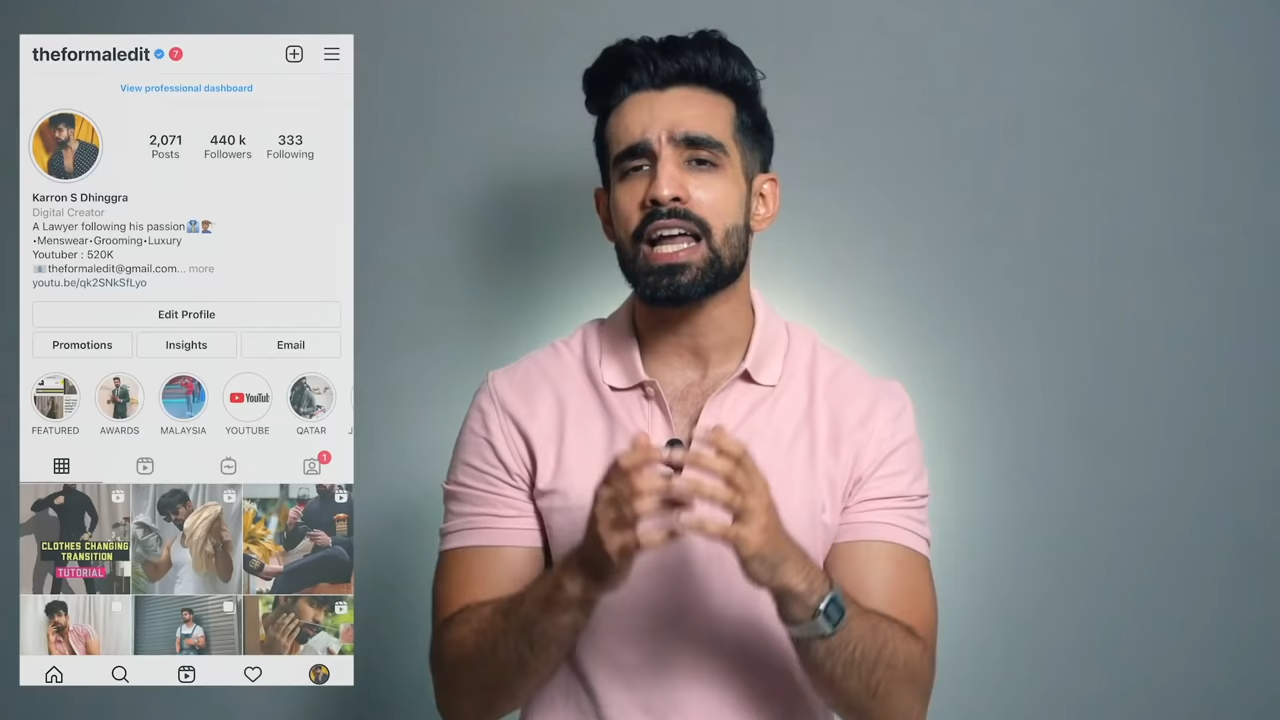 theformaledit 7
View professional dashboard
2,071 440 k 333
Posts Followers Following
Karron S Dhinggra
Digital Creator
A Lawyer following his passion
•Menswear•Grooming•Luxury
Youtuber : 520K
theformaledit@gmail.com... more
youtu.be/qk2SNkSfLyo
Edit Profile
Promotions Insights Email
YouTub
FEATURED AWARDS MALAYSIA YOUTUBE QATAR J
1
CLOTHES CHANGING
TRANSITION
TUTORIAL